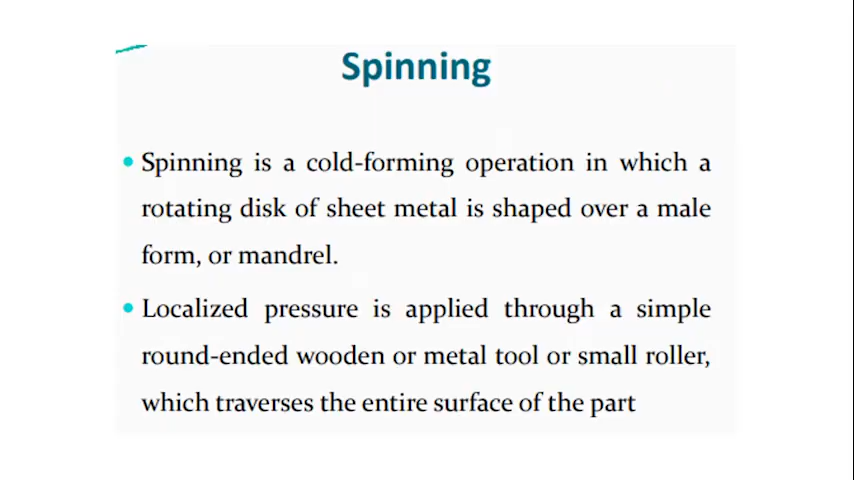 Spinning
• Spinning is a cold-forming operation in which a
rotating disk of sheet metal is shaped over a male
form, or mandrel.
• Localized pressure is applied through a simple
round-ended wooden or metal tool or small roller,
which traverses the entire surface of the part